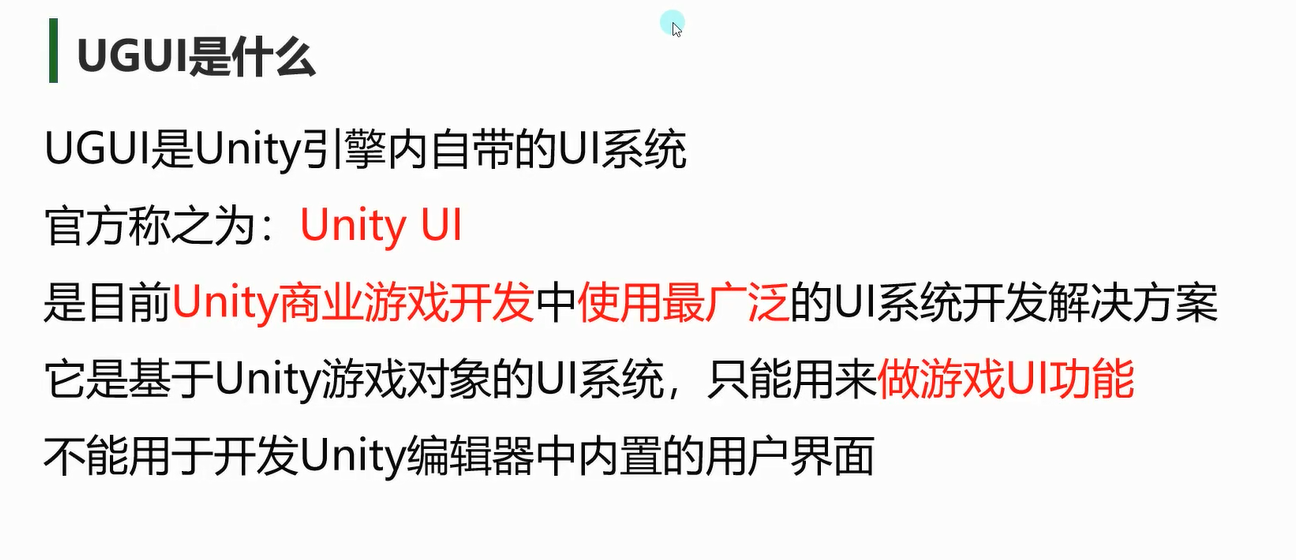 UGUI是什么
UGUI是Unity引擎内自带的UI系统
官方称之为：Unity UI
是目前Unity商业游戏开发中使用最广泛的UI系统开发解决方案
它是基于Unity游戏对象的UI系统，只能用来做游戏UI功能
不能用于开发Unity编辑器中内置的用户界面